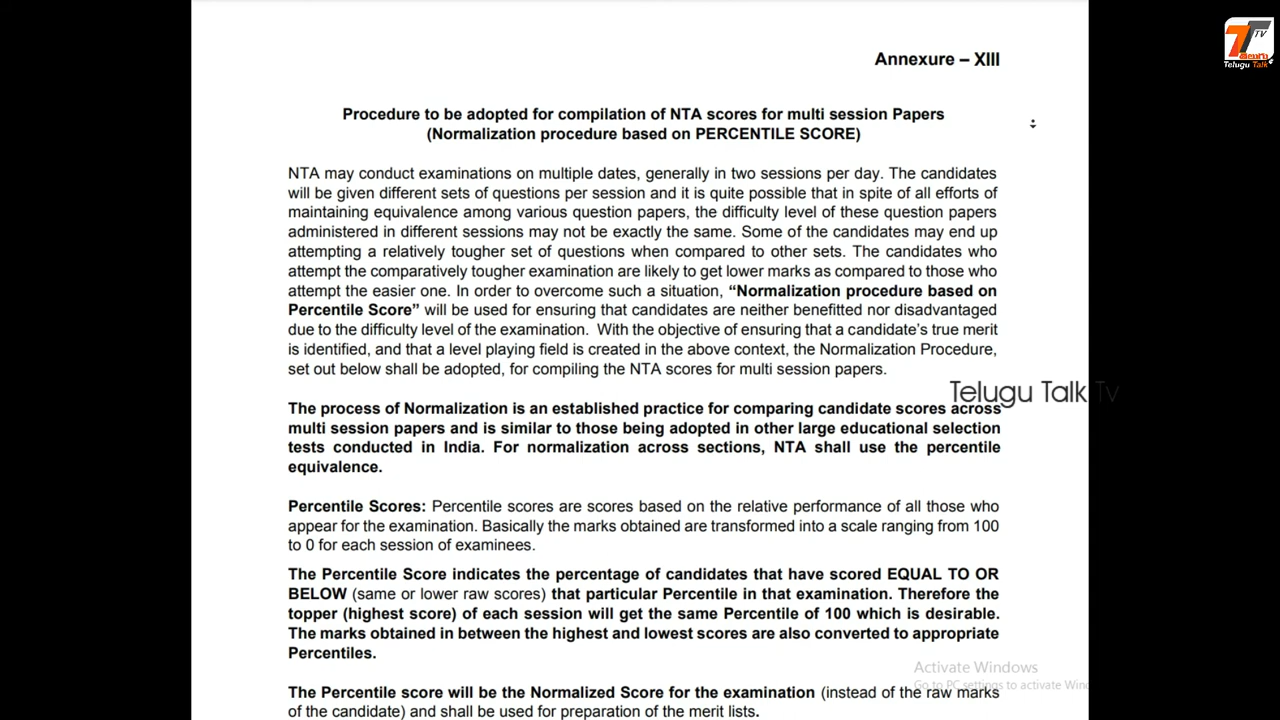 Annexure – XIII
Procedure to be adopted for compilation of NTA scores for multi session Papers
(Normalization procedure based on PERCENTILE SCORE)
NTA may conduct examinations on multiple dates, generally in two sessions per day. The candidates
will be given different sets of questions per session and it is quite possible that in spite of all efforts of
maintaining equivalence among various question papers, the difficulty level of these question papers
administered in different sessions may not be exactly the same. Some of the candidates may end up
attempting a relatively tougher set of questions when compared to other sets. The candidates who
attempt the comparatively tougher examination are likely to get lower marks as compared to those who
attempt the easier one. In order to overcome such a situation, “Normalization procedure based on
Percentile Score” will be used for ensuring that candidates are neither benefitted nor disadvantaged
due to the difficulty level of the examination. With the objective of ensuring that a candidate’s true merit
is identified, and that a level playing field is created in the above context, the Normalization Procedure,
set out below shall be adopted, for compiling the NTA scores for multi session papers.
The process of Normalization is an established practice for comparing candidate scores across
multi session papers and is similar to those being adopted in other large educational selection
tests conducted in India. For normalization across sections, NTA shall use the percentile
equivalence.
Percentile Scores: Percentile scores are scores based on the relative performance of all those who
appear for the examination. Basically the marks obtained are transformed into a scale ranging from 100
to 0 for each session of examinees.
The Percentile Score indicates the percentage of candidates that have scored EQUAL TO OR
BELOW (same or lower raw scores) that particular Percentile in that examination. Therefore the
topper (highest score) of each session will get the same Percentile of 100 which is desirable.
The marks obtained in between the highest and lowest scores are also converted to appropriate
Percentiles.
The Percentile score will be the Normalized Score for the examination (instead of the raw marks
of the candidate) and shall be used for preparation of the merit lists.
Telugu Talk Tv
Activate Windows
Go to PC settings to activate Win
TV
Telugu Talk